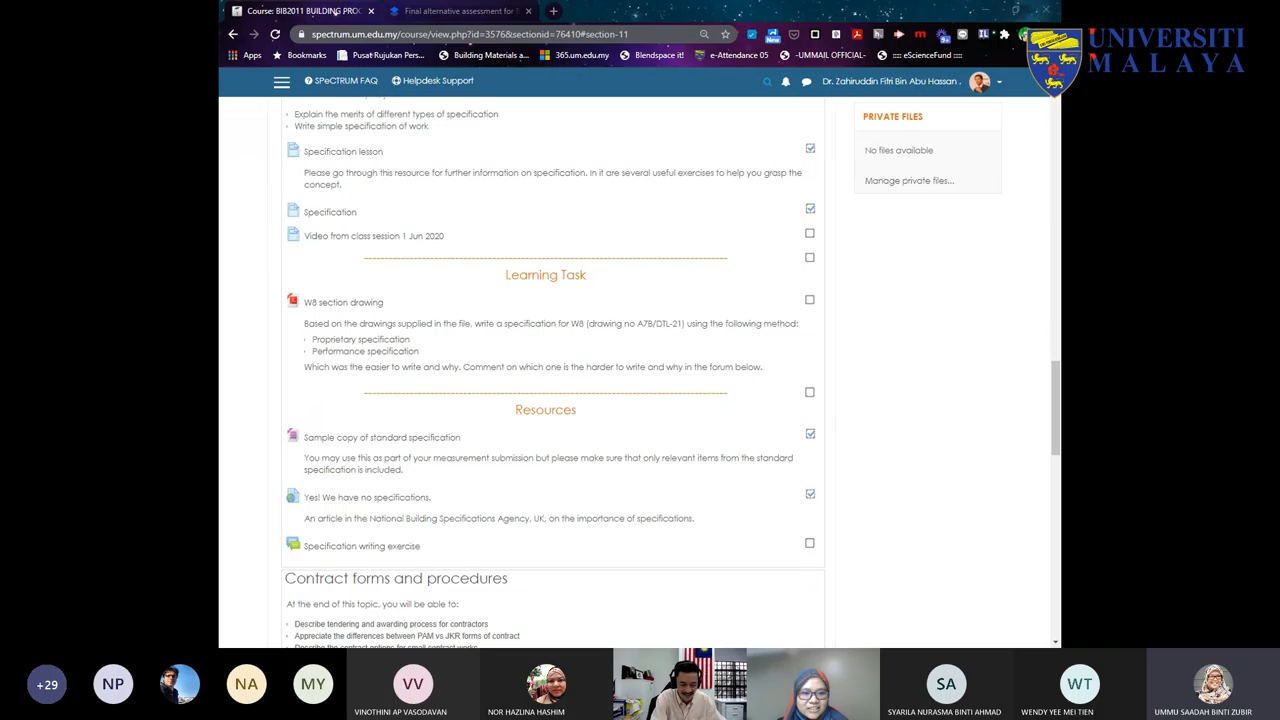 Course: BIB2011 BUILDING PROC
Final alternative assessment for B
spectrum.um.edu.my/course/view.php?id=3576&sectionid=76410#section-11
UNIVERSITI
MALAYA
Apps
Bookmark
Pusat Rujukan Persu
Building Materials a
365.um.edu.my
Blendspace it!
e-Attendance 05
-UMMAIL OFFICIAL-
:::: eScienceFund ::::
SPeCTRUM FAQ
Helpdesk Support
Dr. Zahiruddin Fitri Bin Abu Hassan .
Explain the merits of different types of specification
Write simple specification of work
PRIVATE FILES
No files available
Manage private files...
Specification lesson
Please go through this resource for further information on specification. In it are several useful exercises to help you grasp the
concept.
Specification
Video from class session 1 Jun 2020
Learning Task
W8 section drawing
Based on the drawings supplied in the file, write a specification for W8 (drawing no A7B/DTL-21) using the following method:
Proprietary specification
Performance specification
Which was the easier to write and why. Comment on which one is the harder to write and why in the forum below.
Resources
Sample copy of standard specification
You may use this as part of your measurement submission but please make sure that only relevant items from the standard
specification is included.
Yes! We have no specifications.
An article in the National Building Specifications Agency, UK, on the importance of specifications.
Specification writing exercise
Contract forms and procedures
At the end of this topic, you will be able to:
Describe tendering and awarding process for contractors
Appreciate the differences between PAM vs JKR forms of contract
Describe the contract options for small contract works
+29
NP
NA
MY
VV
SA
WT
VINOTHINI AP VASODAVAN
NOR HAZLINA HASHIM
SYARILA NURASMA BINTI AHMAD
WENDY YEE MEI TIEN
UMMU SAADAH BINTI ZUBIR